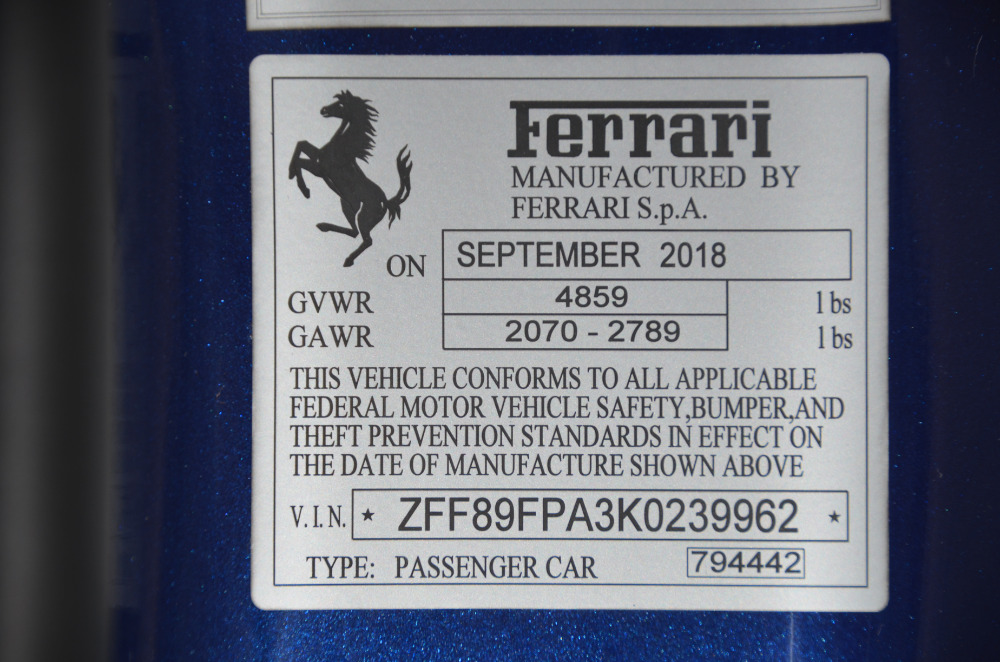 Ferrari
MANUFACTURED BY
FERRARI S.p.A.
ON SEPTEMBER 2018
GVWR 4859 lbs
GAWR 2070 - 2789 lbs
THIS VEHICLE CONFORMS TO ALL APPLICABLE
FEDERAL MOTOR VEHICLE SAFETY,BUMPER,AND
THEFT PREVENTION STANDARDS IN EFFECT ON
THE DATE OF MANUFACTURE SHOWN ABOVE
V.I.N. ★ ZFF89FPA3K0239962 ★
TYPE: PASSENGER CAR 794442